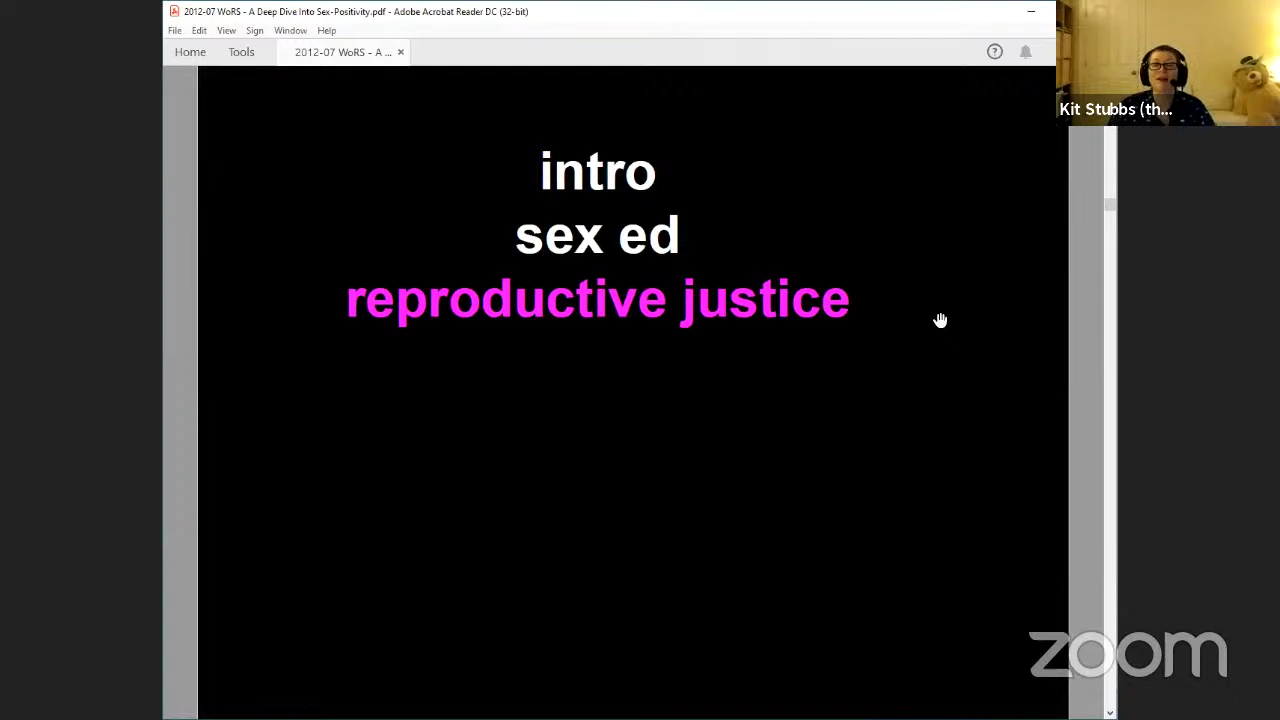 2012-07 WoRS - A Deep Dive Into Sex-Positivity.pdf - Adobe Acrobat Reader DC (32-bit)
File Edit View Sign Window Help
Home Tools 2012-07 WoRS - A ... ×
Kit Stubbs (th...
intro
sex ed
reproductive justice
zoom